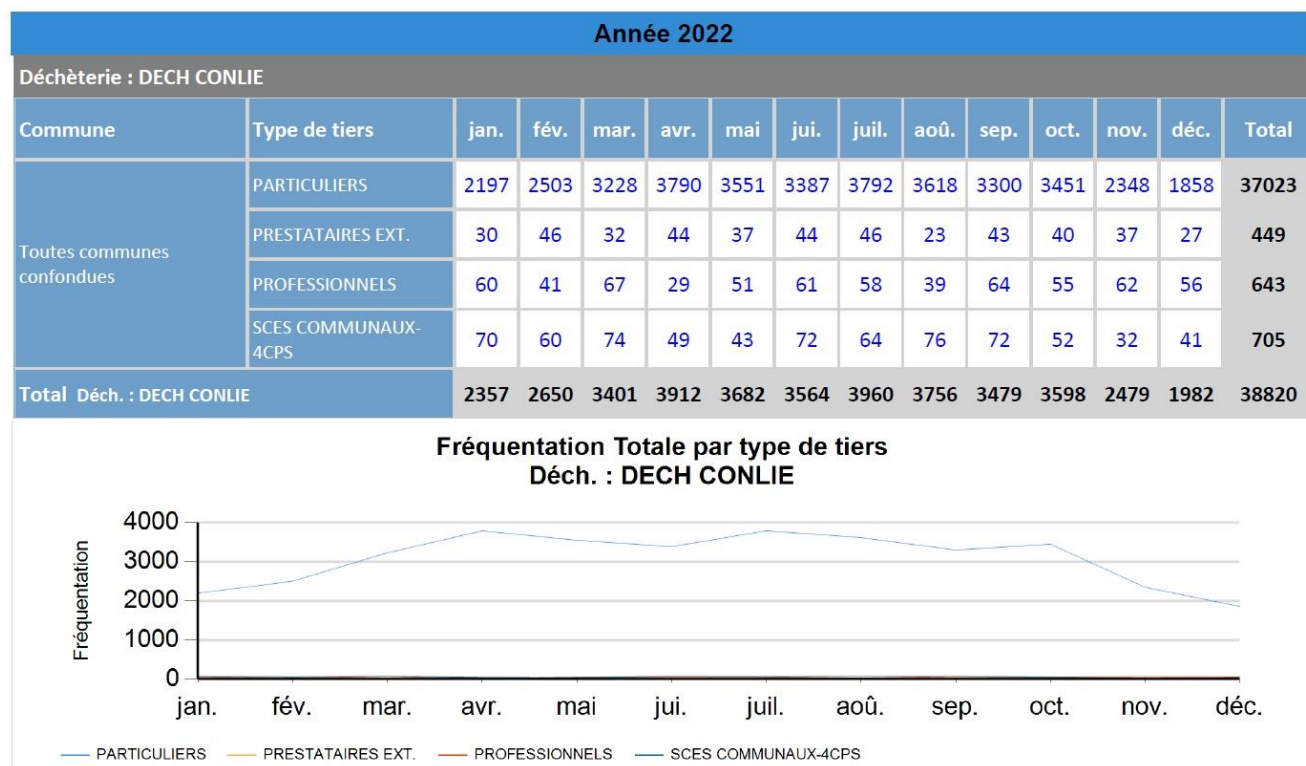 Année 2022
Déchèterie : DECH CONLIE
Commune Type de tiers jan. fév. mar. avr. mai jui. juil. aoû. sep. oct. nov. déc. Total
Toutes communes
confondues
PARTICULIERS 2197 2503 3228 3790 3551 3387 3792 3618 3300 3451 2348 1858 37023
PRESTATAIRES EXT. 30 46 32 44 37 44 46 23 43 40 37 27 449
PROFESSIONNELS 60 41 67 29 51 61 58 39 64 55 62 56 643
SCES COMMUNAUX-
4CPS 70 60 74 49 43 72 64 76 72 52 32 41 705
Total Déch. : DECH CONLIE 2357 2650 3401 3912 3682 3564 3960 3756 3479 3598 2479 1982 38820
Fréquentation Totale par type de tiers
Déch. : DECH CONLIE
Fréquentation
4000
3000
2000
1000
0
jan. fév. mar. avr. mai jui. juil. aoû. sep. oct. nov. déc.
PARTICULIERS PRESTATAIRES EXT. PROFESSIONNELS SCES COMMUNAUX-4CPS